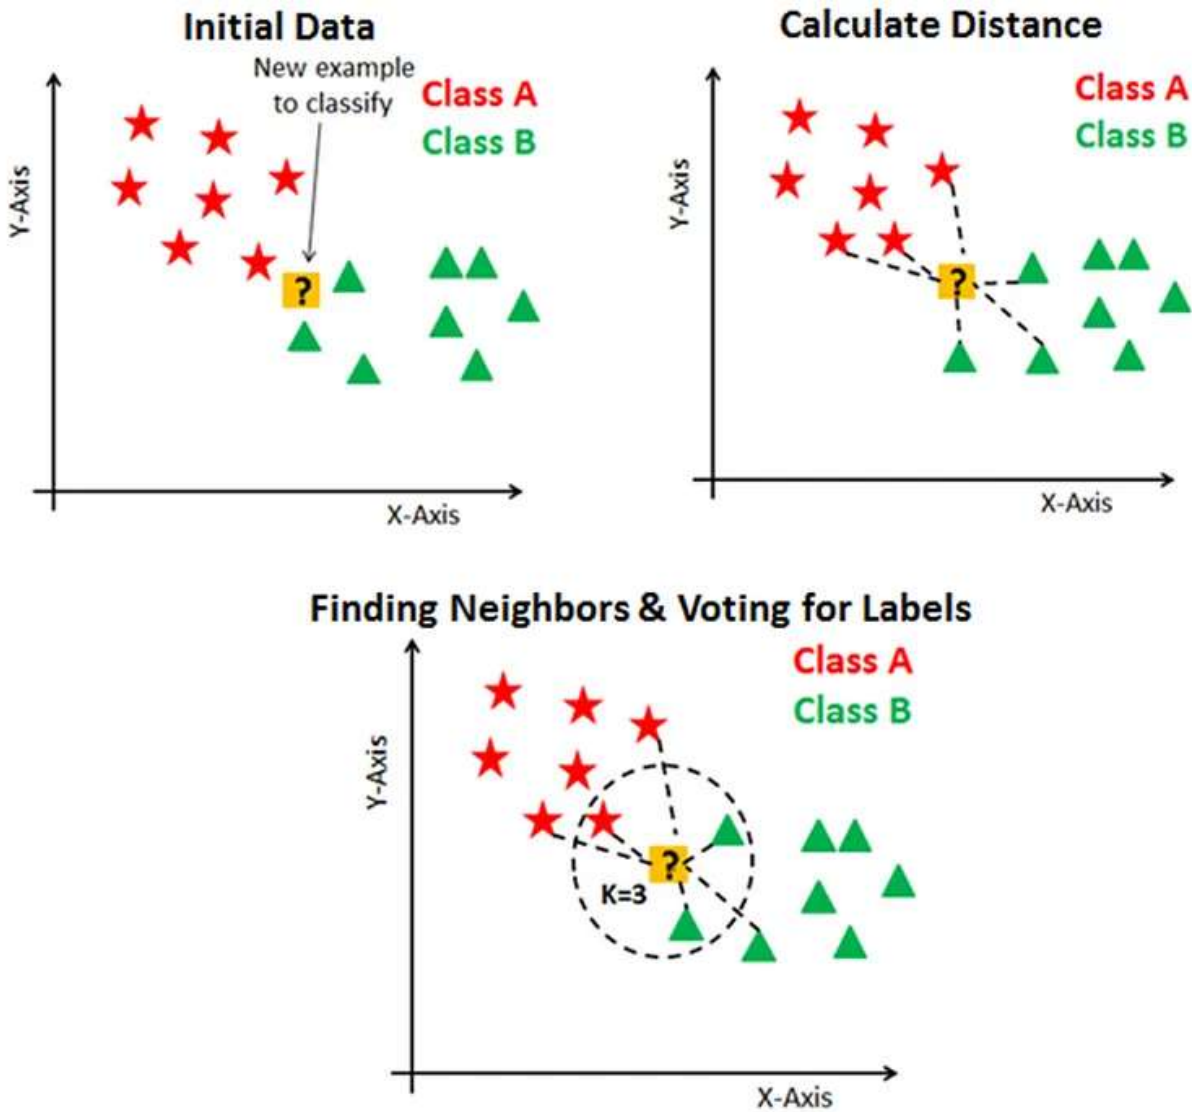 Initial Data
New example
to classify
Class A
Class B
Y-Axis
?
X-Axis
Calculate Distance
Class A
Class B
Y-Axis
?
X-Axis
Finding Neighbors & Voting for Labels
Class A
Class B
Y-Axis
?
K=3
X-Axis